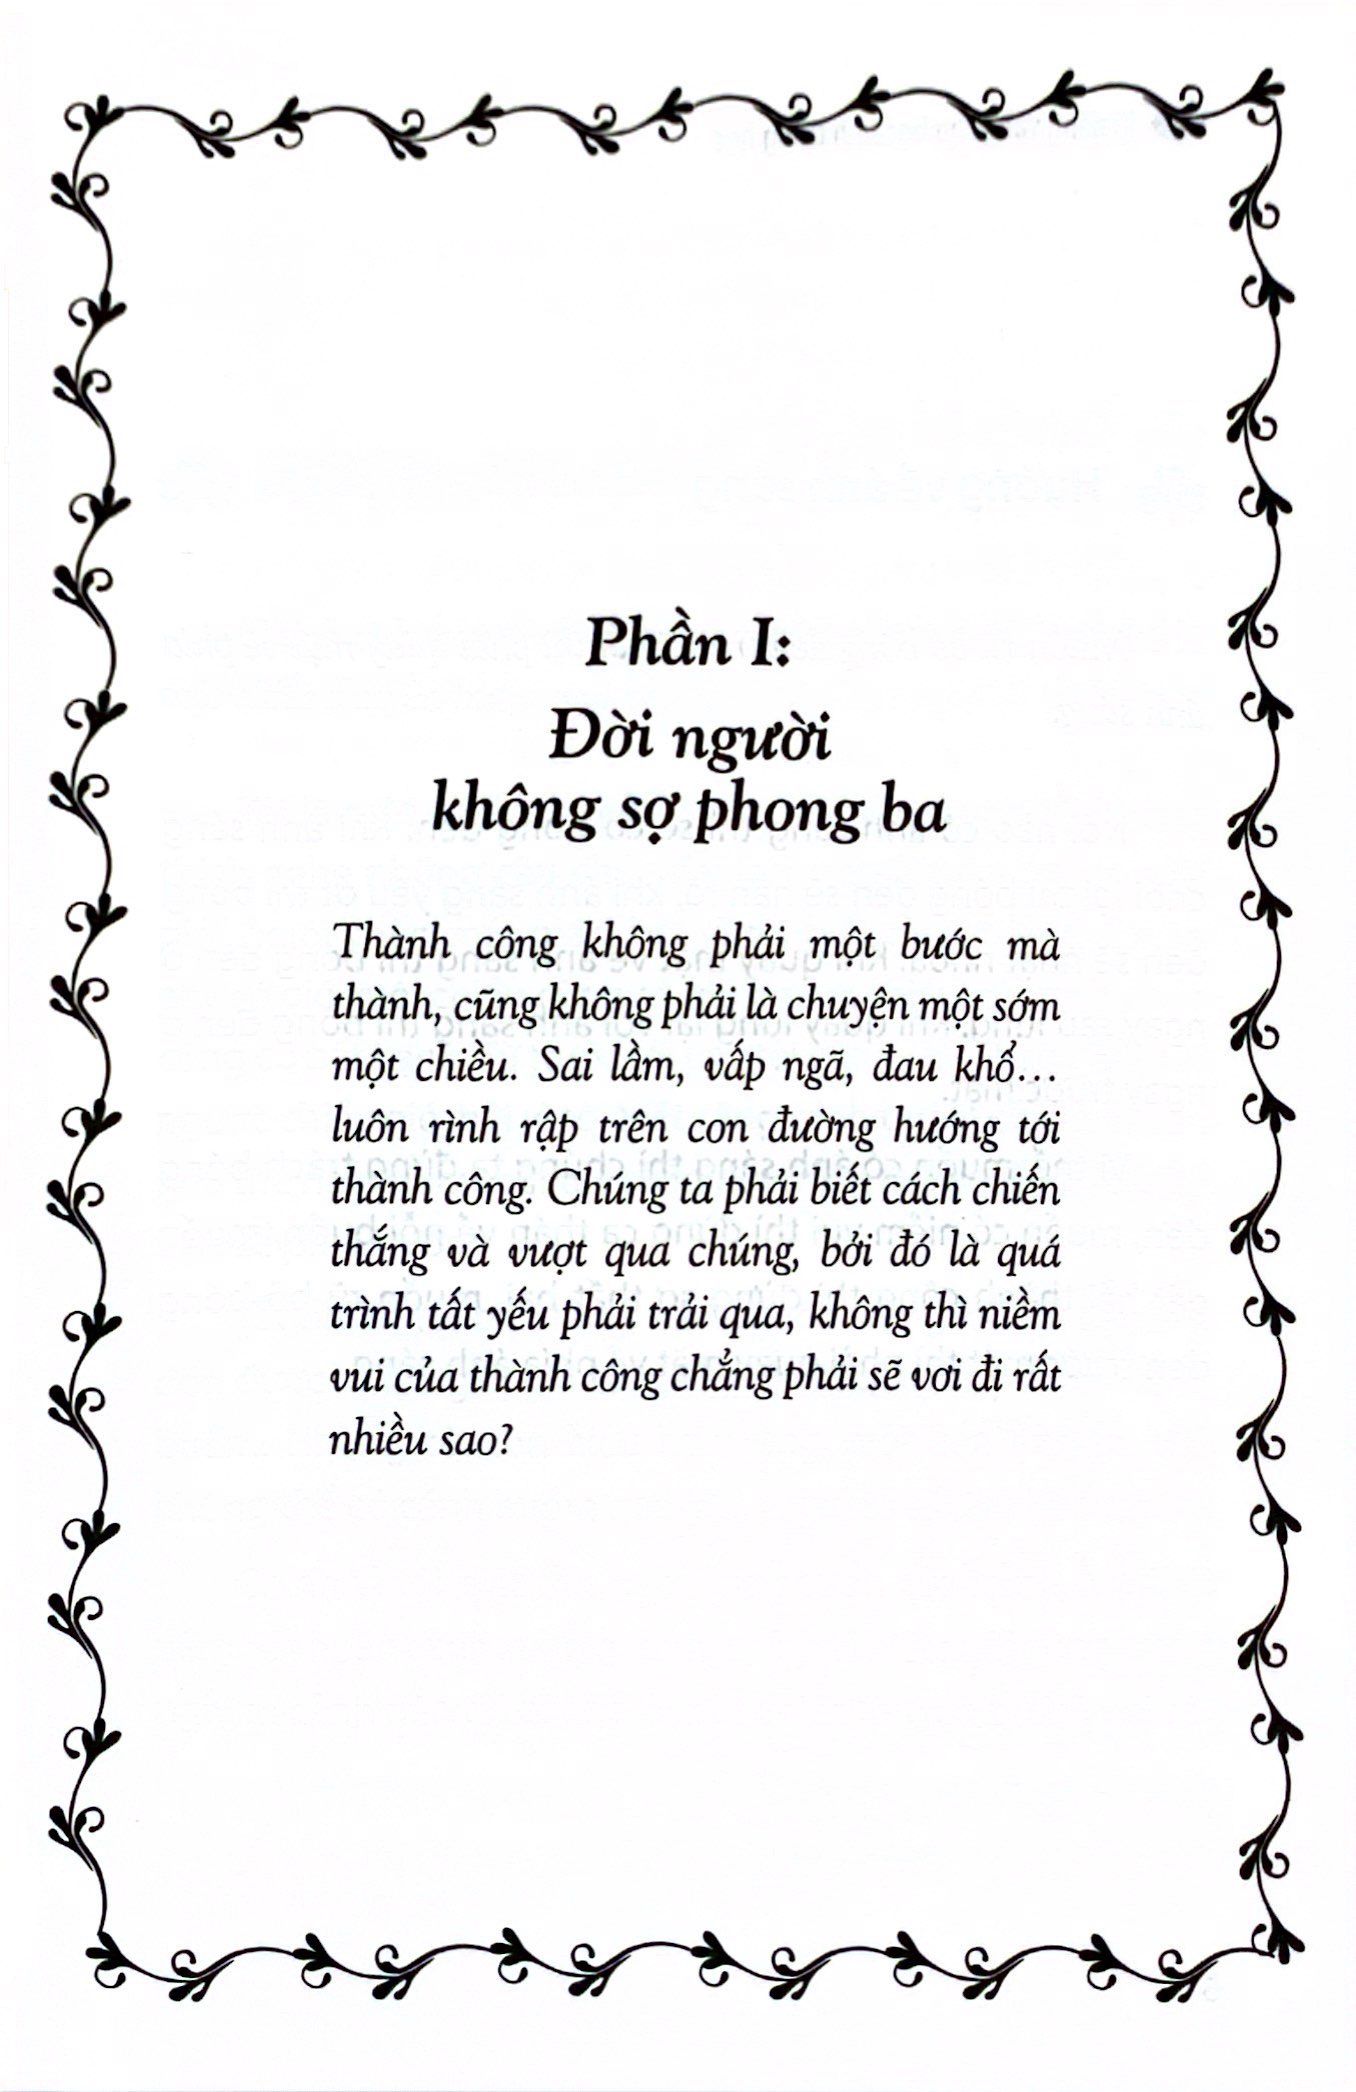 Phần I:
Đời người
không sợ phong ba
Thành công không phải một bước mà
thành, cũng không phải là chuyện một sớm
một chiều. Sai lầm, vấp ngã, đau khổ...
luôn rình rập trên con đường hướng tới
thành công. Chúng ta phải biết cách chiến
thắng và vượt qua chúng, bởi đó là quá
trình tất yếu phải trải qua, không thì niềm
vui của thành công chẳng phải sẽ vơi đi rất
nhiều sao?